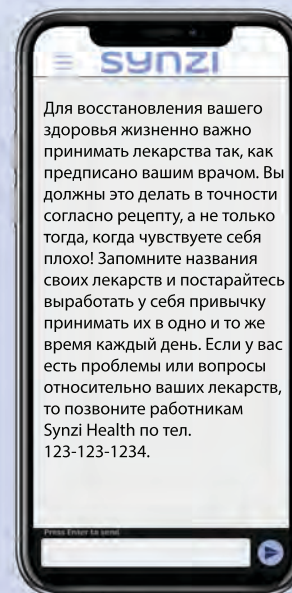 SYNZI
Для восстановления вашего
здоровья жизненно важно
принимать лекарства так, как
предписано вашим врачом. Вы
должны это делать в точности
согласно рецепту, а не только
тогда, когда чувствуете себя
плохо! Запомните названия
своих лекарств и постарайтесь
выработать у себя привычку
принимать их в одно и то же
время каждый день. Если у вас
есть проблемы или вопросы
относительно ваших лекарств,
то позвоните работникам
Synzi Health по тел.
123-123-1234.
Press Enter to send